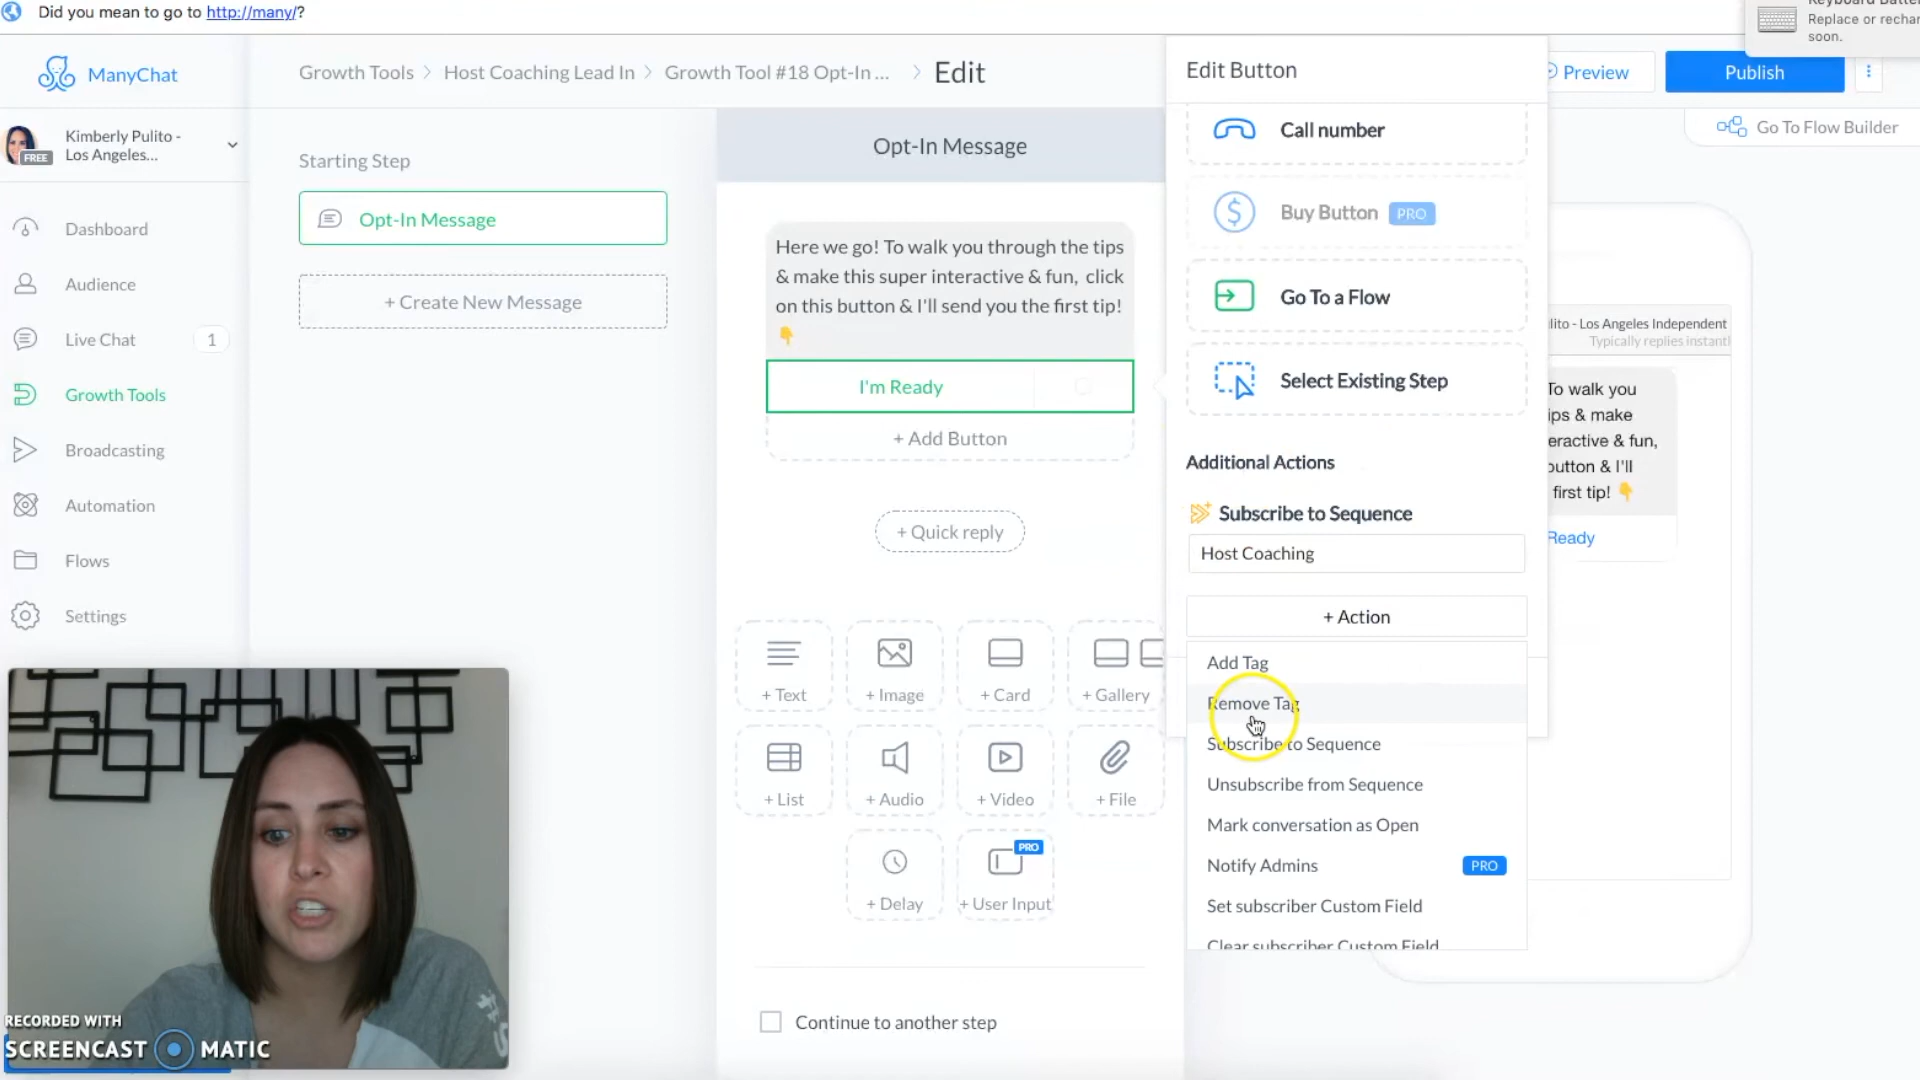 Did you mean to go to http://many/?
Replace or rechar
soon.
ManyChat
Growth Tools > Host Coaching Lead In > Growth Tool #18 Opt-In ... > Edit
Edit Button
Preview
Publish
Go To Flow Builder
Kimberly Pulito -
Los Angeles...
FREE
Dashboard
Audience
Live Chat 1
Growth Tools
Broadcasting
Automation
Flows
Settings
Starting Step
Opt-In Message
+ Create New Message
Opt-In Message
Here we go! To walk you through the tips
& make this super interactive & fun, click
on this button & I'll send you the first tip!
👇
I'm Ready
+ Add Button
+ Quick reply
+ Text
+ Image
+ Card
+ Gallery
+ List
+ Audio
+ Video
+ File
+ Delay
PRO
+ User Input
Continue to another step
Call number
Buy Button PRO
Go To a Flow
Select Existing Step
Additional Actions
Subscribe to Sequence
Host Coaching
+ Action
Add Tag
Remove Tag
Subscribe to Sequence
Unsubscribe from Sequence
Mark conversation as Open
Notify Admins PRO
Set subscriber Custom Field
Clear subscriber Custom Field
lito - Los Angeles Independent
Typically replies instantl
To walk you
ips & make
eractive & fun,
button & I'll
first tip! 👇
Ready
RECORDED WITH
SCREENCAST MATIC